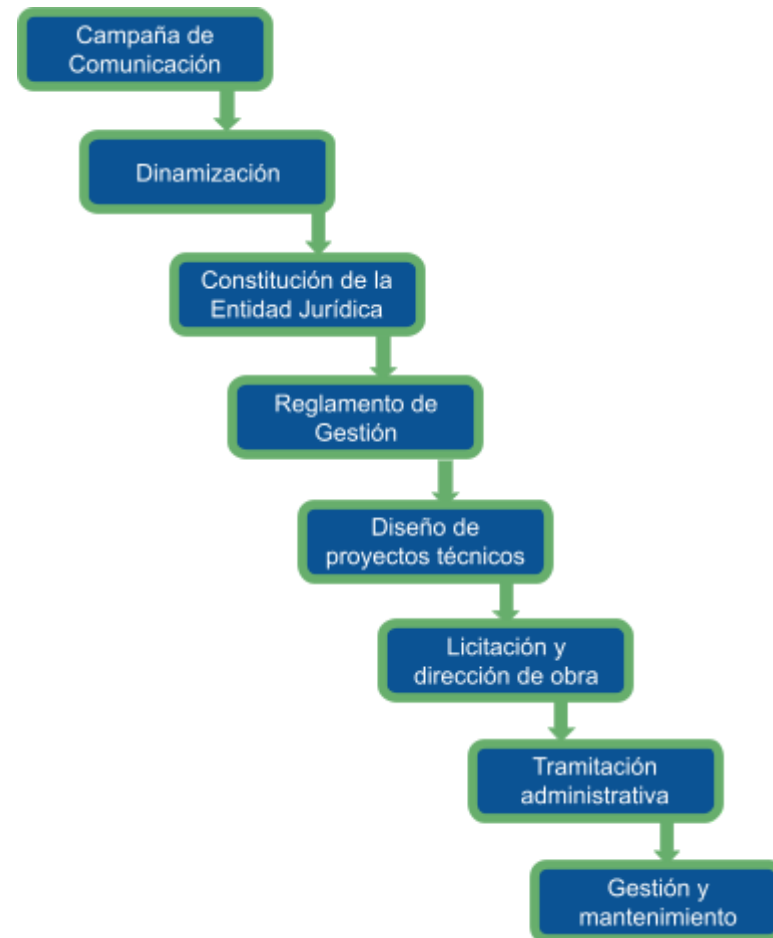 Campaña de
Comunicación
Dinamización
Constitución de la
Entidad Jurídica
Reglamento de
Gestión
Diseño de
proyectos técnicos
Licitación y
dirección de obra
Tramitación
administrativa
Gestión y
mantenimiento